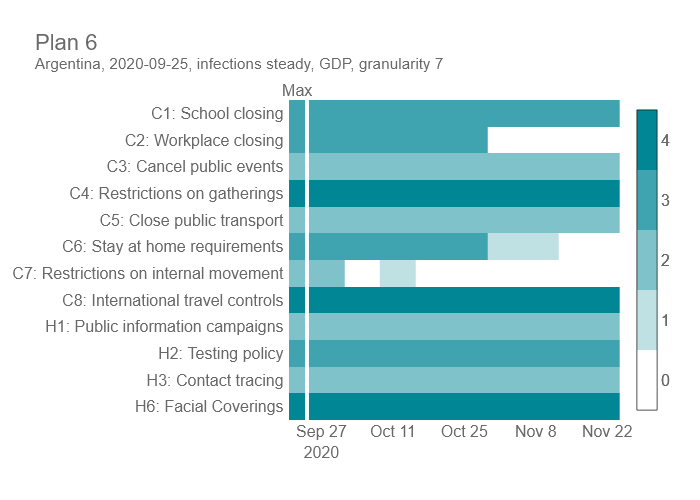 Plan 6
Argentina, 2020-09-25, infections steady, GDP, granularity 7
Max
C1: School closing
C2: Workplace closing
C3: Cancel public events
C4: Restrictions on gatherings
C5: Close public transport
C6: Stay at home requirements
C7: Restrictions on internal movement
C8: International travel controls
H1: Public information campaigns
H2: Testing policy
H3: Contact tracing
H6: Facial Coverings
4
3
2
1
0
Sep 27 Oct 11 Oct 25 Nov 8 Nov 22
2020